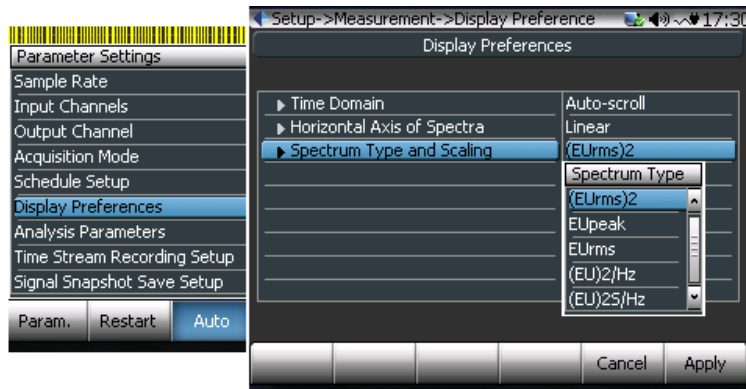 Parameter Settings
Sample Rate
Input Channels
Output Channel
Acquisition Mode
Schedule Setup
Display Preferences
Analysis Parameters
Time Stream Recording Setup
Signal Snapshot Save Setup
Param. Restart Auto
Setup->Measurement->Display Preference 17:30
Display Preferences
Time Domain Auto-scroll
Horizontal Axis of Spectra Linear
Spectrum Type and Scaling (EUrms)2
Spectrum Type
(EUrms)2
EUpeak
EUrms
(EU)2/Hz
(EU)2S/Hz
Cancel Apply